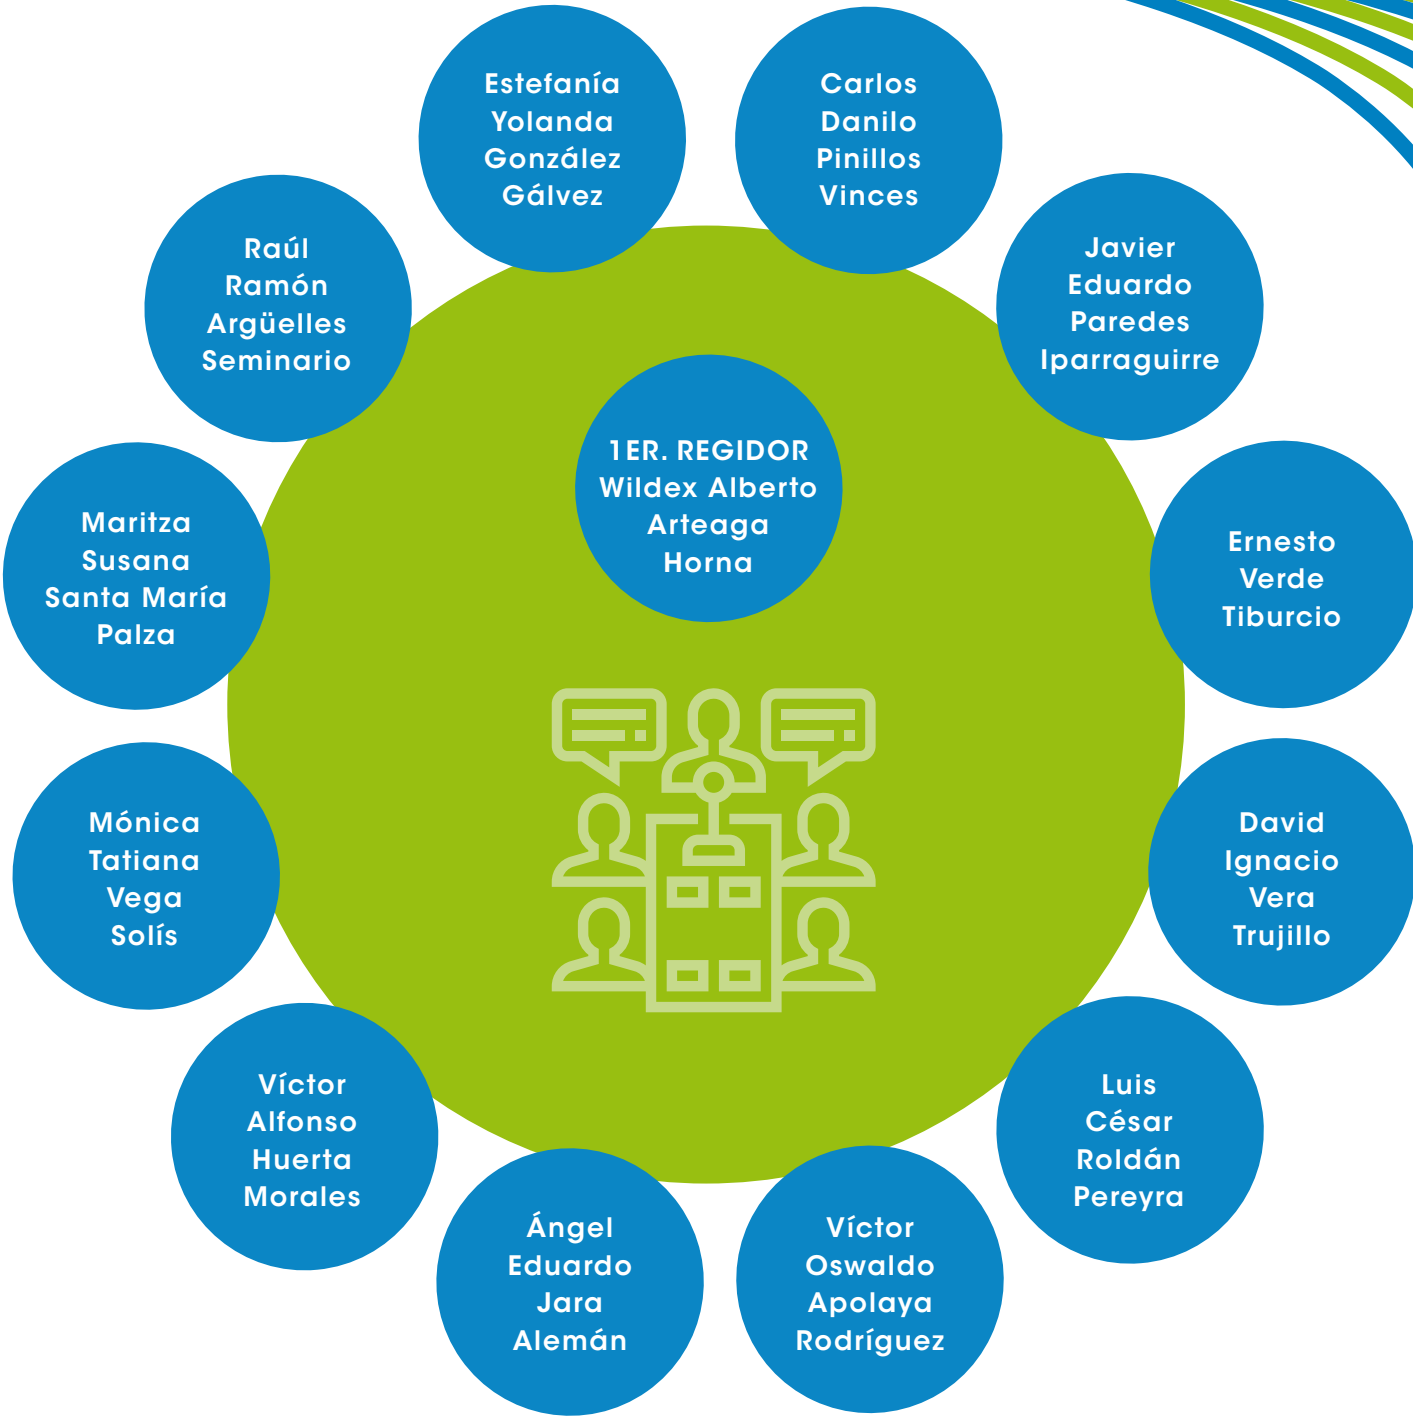 Estefanía
Yolanda
González
Gálvez
Carlos
Danilo
Pinillos
Vinces
Raúl
Ramón
Argüelles
Seminario
Javier
Eduardo
Paredes
Iparraguirre
1ER. REGIDOR
Wildex Alberto
Arteaga
Horna
Maritza
Susana
Santa María
Palza
Ernesto
Verde
Tiburcio
Mónica
Tatiana
Vega
Solís
David
Ignacio
Vera
Trujillo
Víctor
Alfonso
Huerta
Morales
Luis
César
Roldán
Pereyra
Ángel
Eduardo
Jara
Alemán
Víctor
Oswaldo
Apolaya
Rodríguez